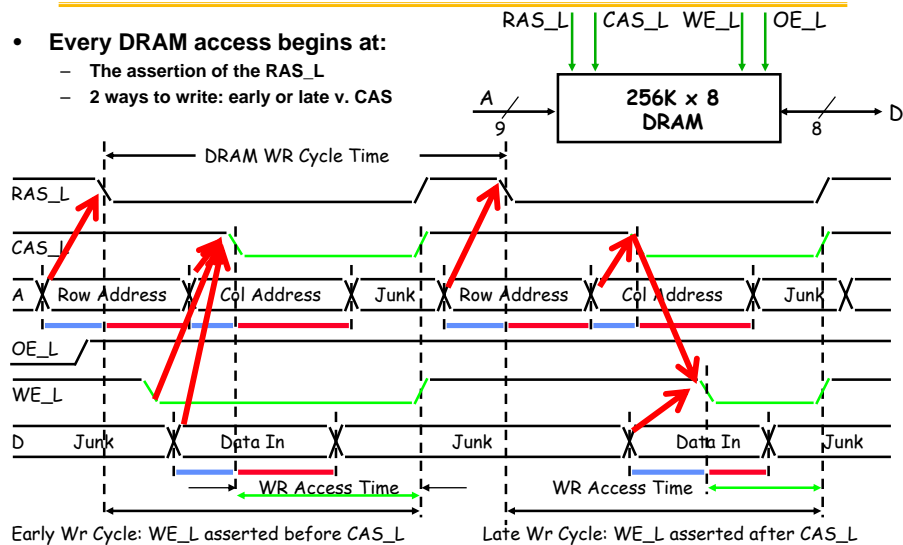 RAS_L CAS_L WE_L OE_L
• Every DRAM access begins at:
– The assertion of the RAS_L
– 2 ways to write: early or late v. CAS
A 256K x 8 D
9 DRAM 8
DRAM WR Cycle Time
RAS_L
CAS_L
A Row Address Col Address Junk Row Address Col Address Junk
OE_L
WE_L
D Junk Data In Junk Data In Junk
WR Access Time WR Access Time
Early Wr Cycle: WE_L asserted before CAS_L Late Wr Cycle: WE_L asserted after CAS_L